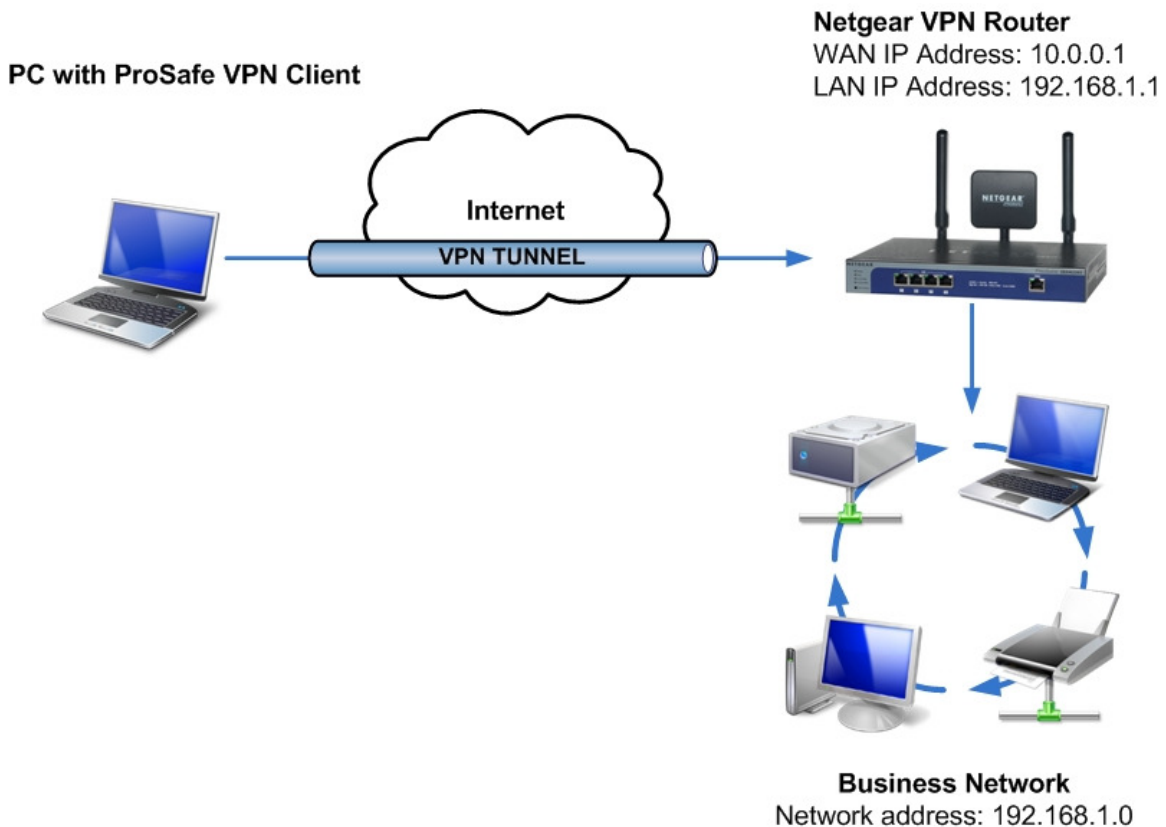 PC with ProSafe VPN Client
Internet
VPN TUNNEL
Netgear VPN Router
WAN IP Address: 10.0.0.1
LAN IP Address: 192.168.1.1
NETGEAR
NETGEAR
Business Network
Network address: 192.168.1.0